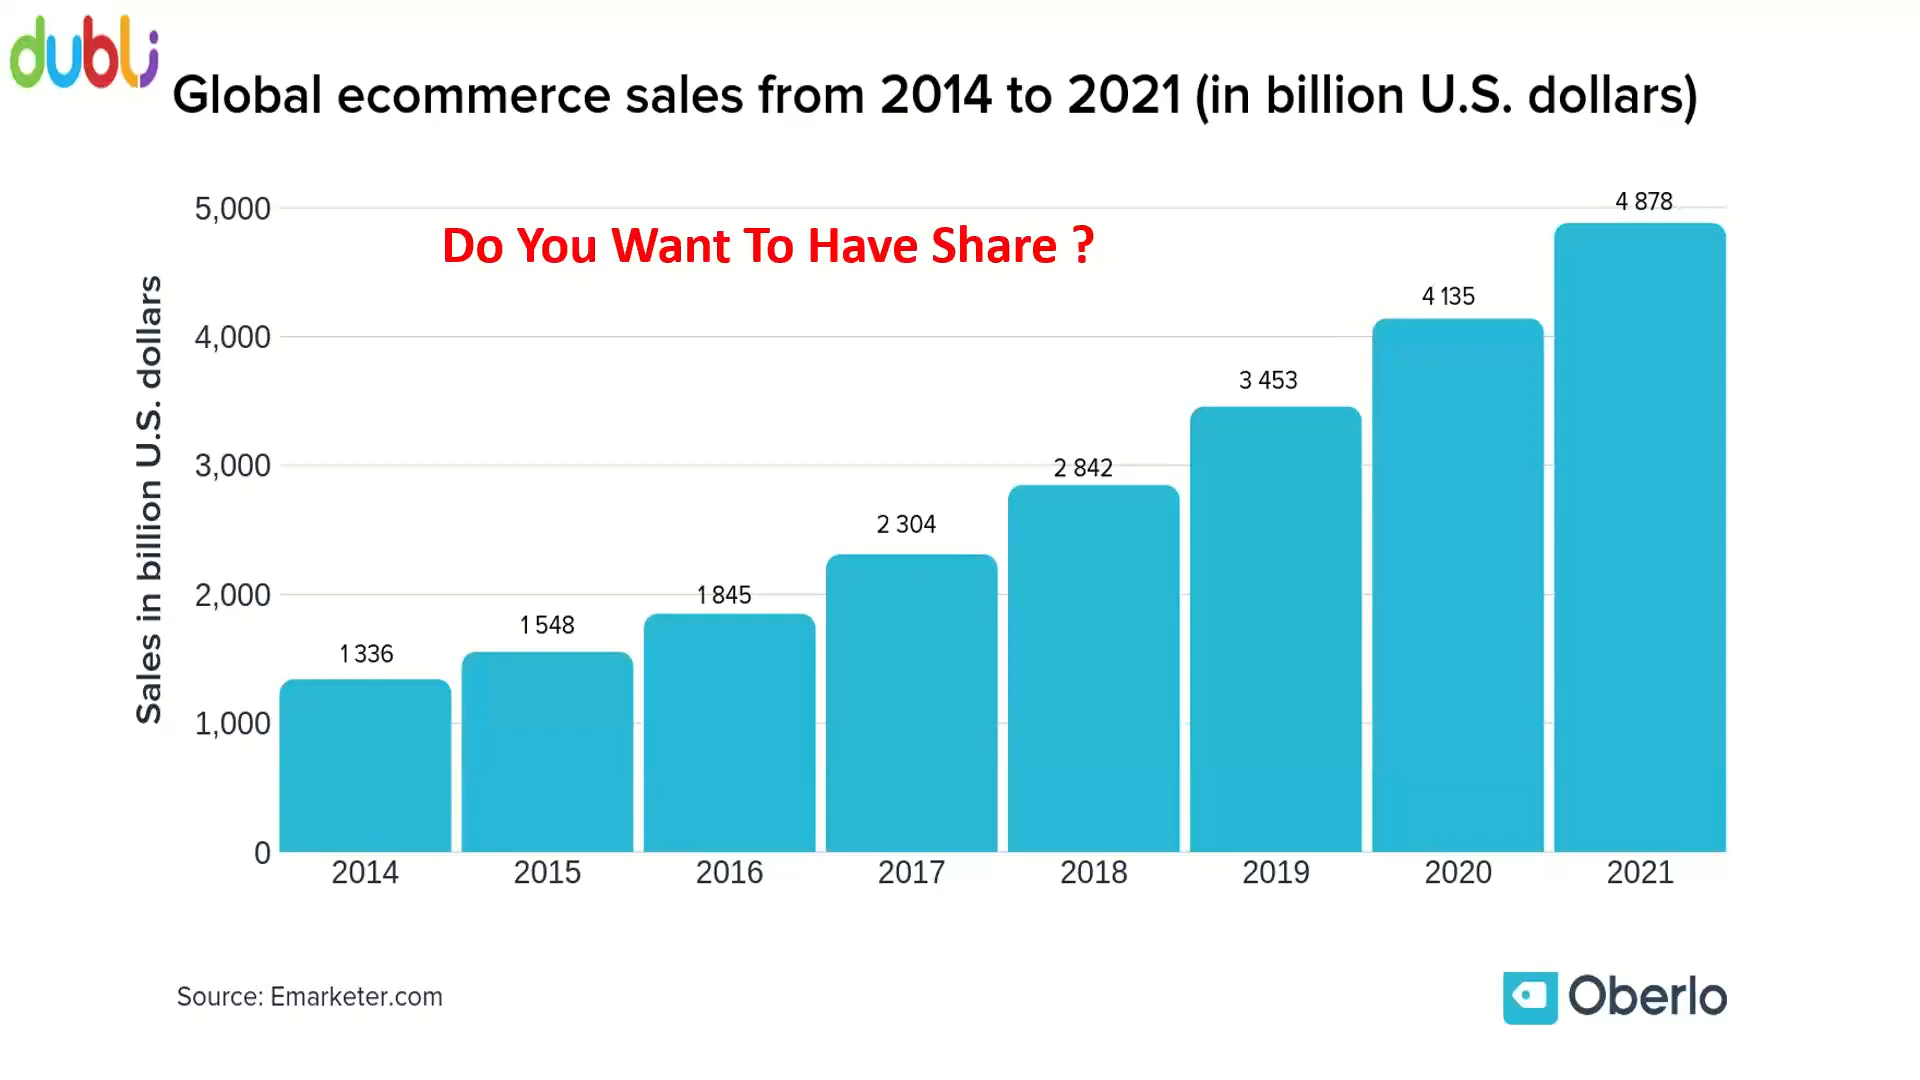 dubli
Global ecommerce sales from 2014 to 2021 (in billion U.S. dollars)
Do You Want To Have Share ?
Sales in billion U.S. dollars
5,000
4,000
3,000
2,000
1,000
0
1 336
1 548
1 845
2 304
2 842
3 453
4 135
4 878
2014 2015 2016 2017 2018 2019 2020 2021
Source: Emarketer.com
Oberlo